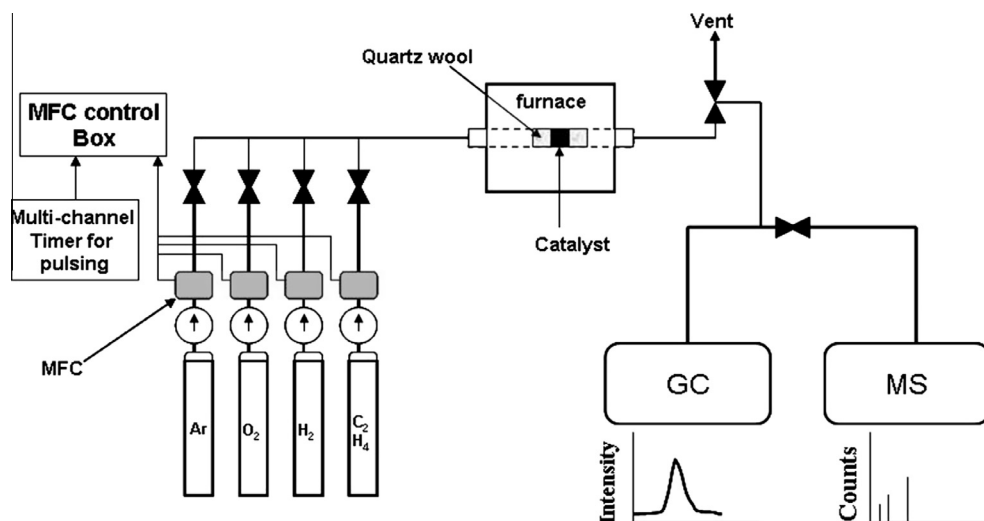 Vent
Quartz wool
furnace
MFC control
Box
Multi-channel
Timer for
pulsing
Catalyst
MFC
Ar
O₂
H₂
C₂
H₄
GC
MS
Intensity
Counts